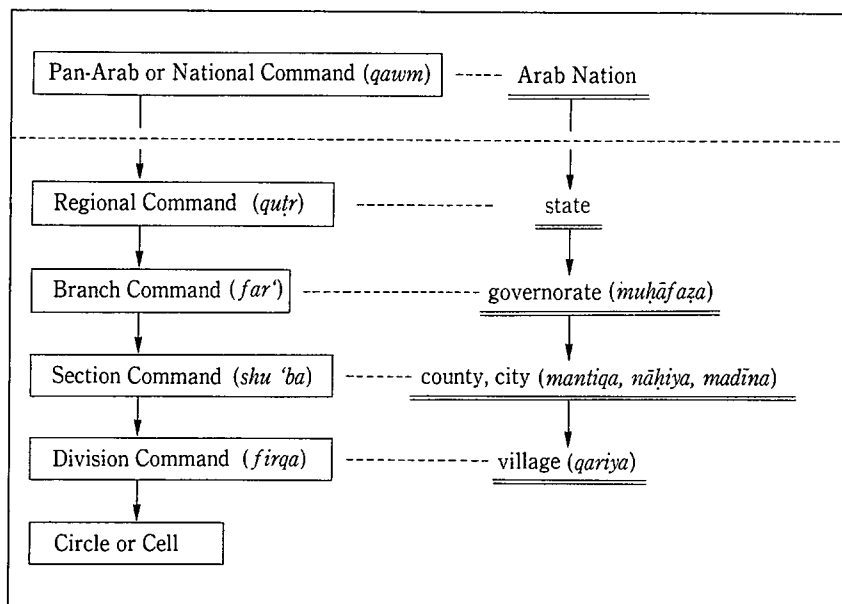 Pan-Arab or National Command (qawm) Arab Nation
Regional Command (quṭr) state
Branch Command (far‘) governorate (muḥāfaẓa)
Section Command (shu ‘ba) county, city (mantiqa, nāḥiya, madīna)
Division Command (firqa) village (qariya)
Circle or Cell